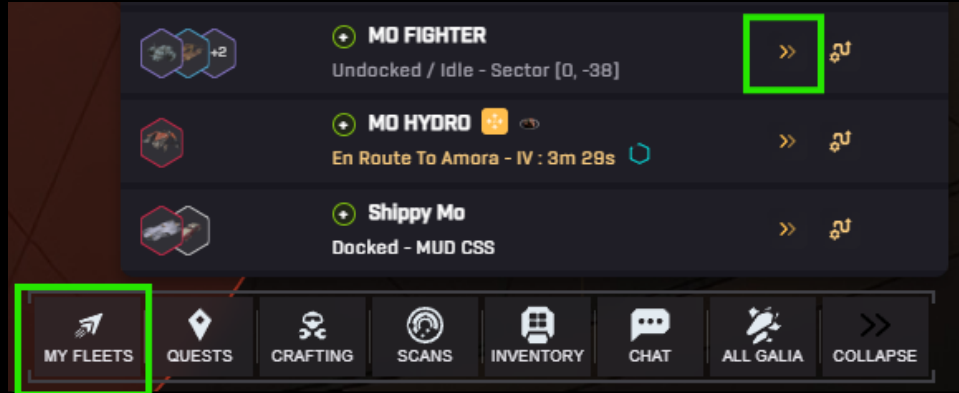 +2
MO FIGHTER
Undocked / Idle - Sector [0, -38]
MO HYDRO
En Route To Amora - IV : 3m 29s
Shippy Mo
Docked - MUD CSS
MY FLEETS
QUESTS
CRAFTING
SCANS
INVENTORY
CHAT
ALL GALIA
COLLAPSE